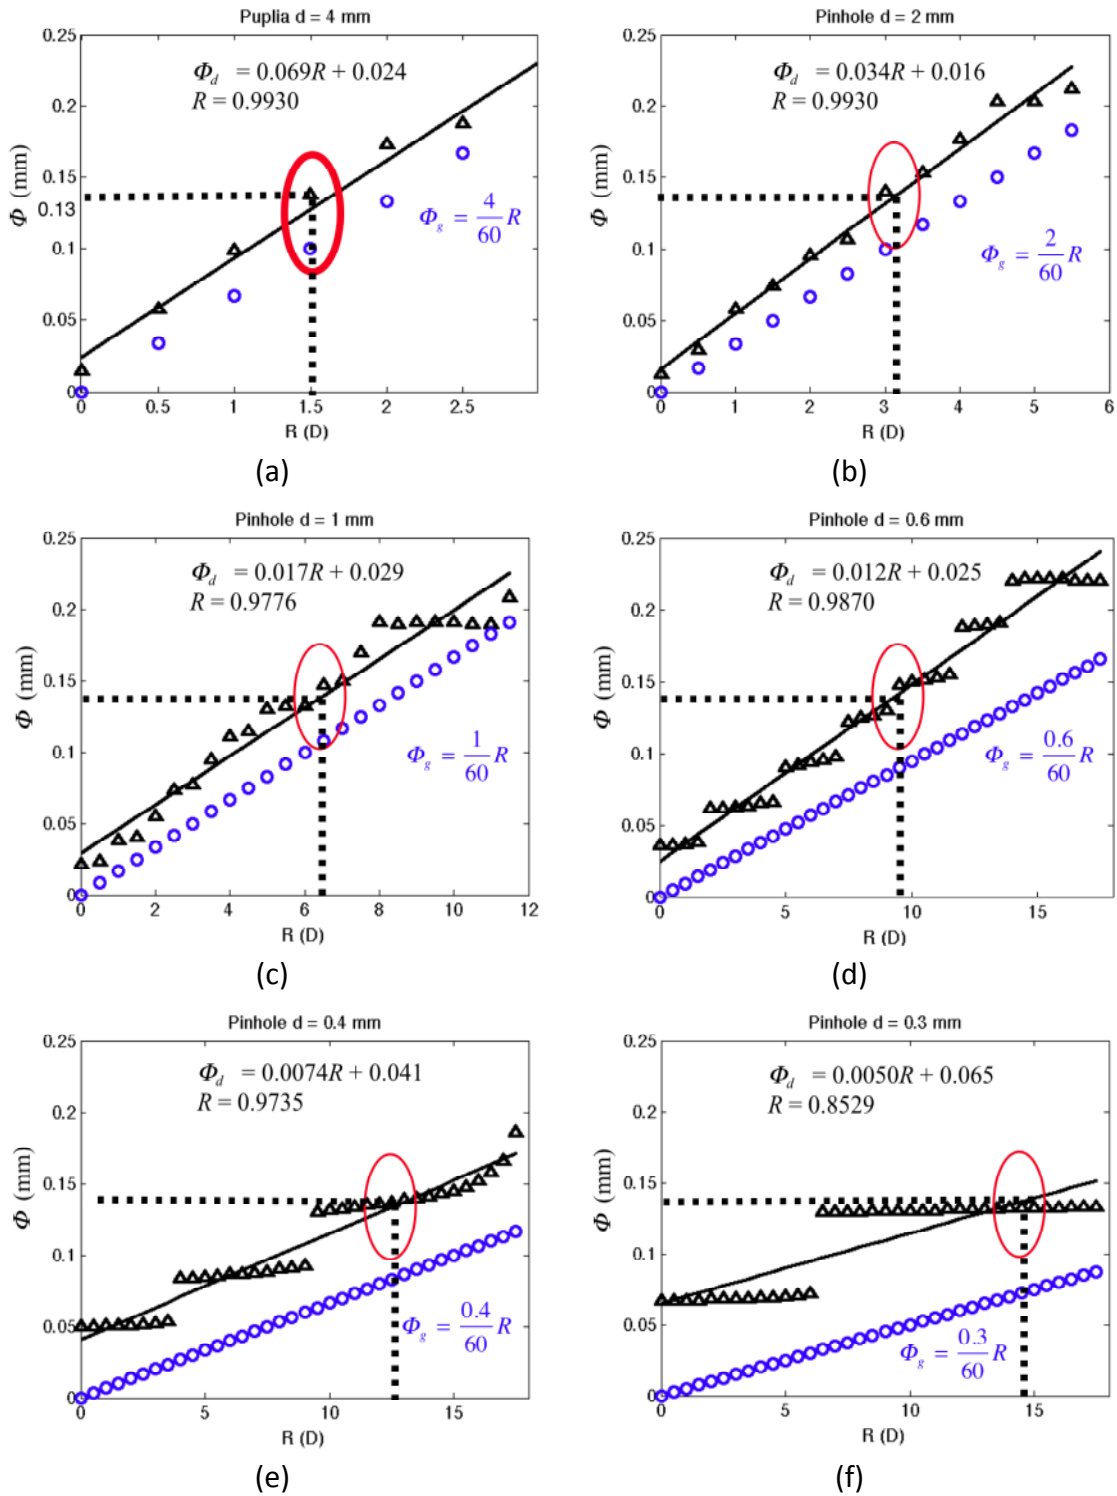 Puplia d = 4 mm
0.25
0.2
0.15
0.13
0.1
0.05
0
Φ (mm)
Φd = 0.069R + 0.024
R = 0.9930
Φg = 4/60 R
0 0.5 1 1.5 2 2.5
R (D)
(a)
Pinhole d = 2 mm
0.25
0.2
0.15
0.1
0.05
0
Φ (mm)
Φd = 0.034R + 0.016
R = 0.9930
Φg = 2/60 R
0 1 2 3 4 5 6
R (D)
(b)
Pinhole d = 1 mm
0.25
0.2
0.15
0.1
0.05
0
Φ (mm)
Φd = 0.017R + 0.029
R = 0.9776
Φg = 1/60 R
0 2 4 6 8 10 12
R (D)
(c)
Pinhole d = 0.6 mm
0.25
0.2
0.15
0.1
0.05
0
Φ (mm)
Φd = 0.012R + 0.025
R = 0.9870
Φg = 0.6/60 R
0 5 10 15
R (D)
(d)
Pinhole d = 0.4 mm
0.25
0.2
0.15
0.1
0.05
0
Φ (mm)
Φd = 0.0074R + 0.041
R = 0.9735
Φg = 0.4/60 R
0 5 10 15
R (D)
(e)
Pinhole d = 0.3 mm
0.25
0.2
0.15
0.1
0.05
0
Φ (mm)
Φd = 0.0050R + 0.065
R = 0.8529
Φg = 0.3/60 R
0 5 10 15
R (D)
(f)